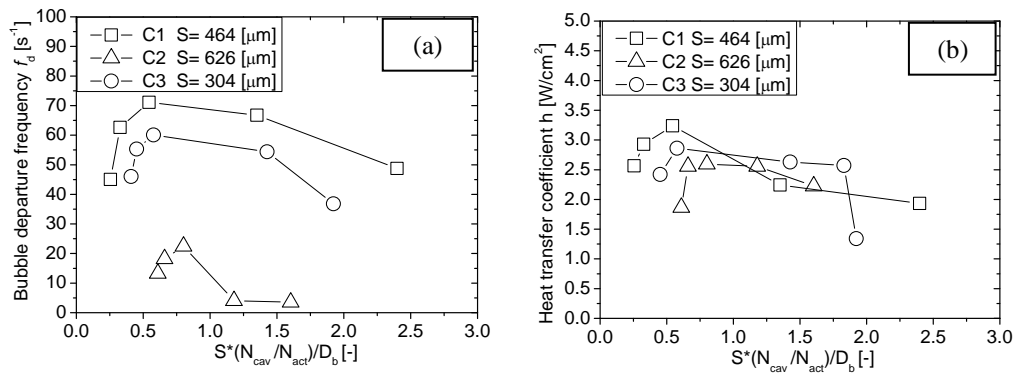 Bubble departure frequency f_d [s⁻¹]
100
90
80
70
60
50
40
30
20
10
0
C1 S= 464 [µm]
C2 S= 626 [µm]
C3 S= 304 [µm]
(a)
0.0 0.5 1.0 1.5 2.0 2.5 3.0
S*(N_cav/N_act)/D_b [-]
Heat transfer coefficient h [W/cm²]
5.0
4.5
4.0
3.5
3.0
2.5
2.0
1.5
1.0
0.5
0.0
C1 S= 464 [µm]
C2 S= 626 [µm]
C3 S= 304 [µm]
(b)
0.0 0.5 1.0 1.5 2.0 2.5 3.0
S*(N_cav/N_act)/D_b [-]